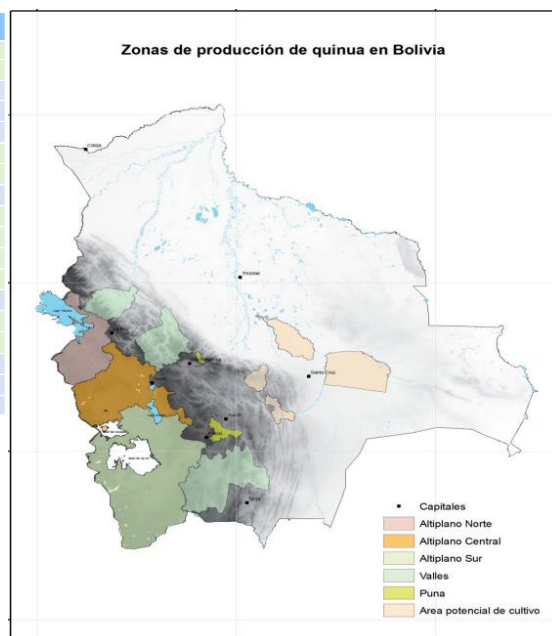 Zonas de producción de quinua en Bolivia
Cobija
Trinidad
Santa Cruz
Capitales
Altiplano Norte
Altiplano Central
Altiplano Sur
Valles
Puna
Area potencial de cultivo